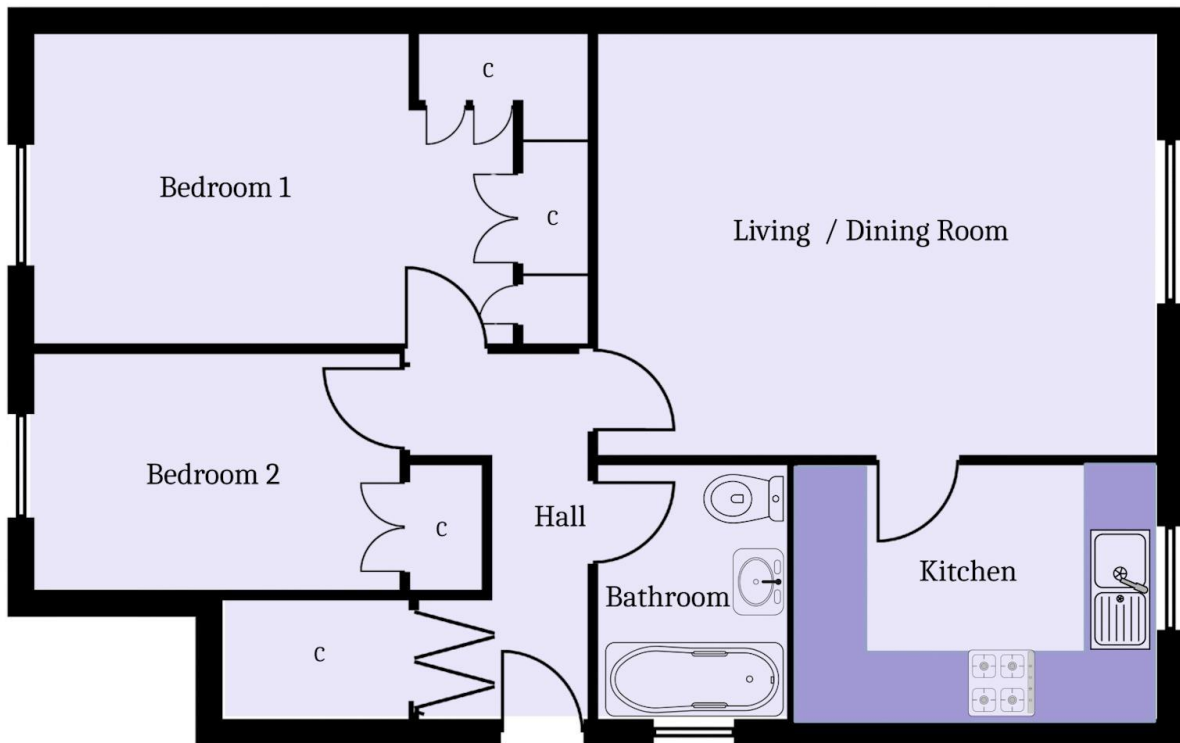 C
Bedroom 1
C
Living / Dining Room
Bedroom 2
C
Hall
Kitchen
Bathroom
C